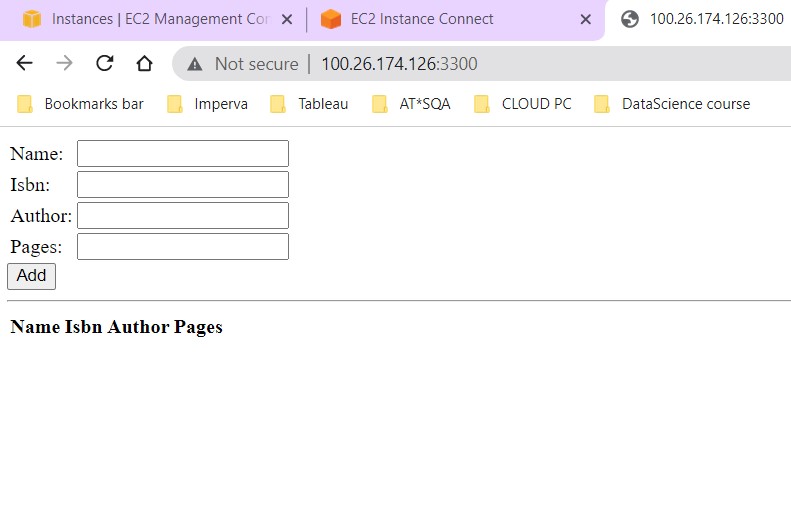 Instances | EC2 Management Co EC2 Instance Connect 100.26.174.126:3300
Not secure | 100.26.174.126:3300
Bookmarks bar Imperva Tableau AT*SQA CLOUD PC DataScience course
Name:
Isbn:
Author:
Pages:
Add
Name Isbn Author Pages